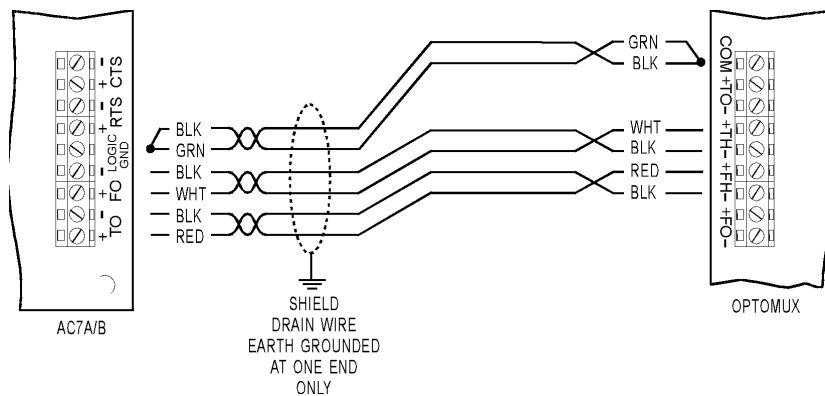 - CTS +
- RTS +
LOGIC GND
- FO +
- TO +
BLK
GRN
BLK
WHT
BLK
RED
AC7A/B
SHIELD
DRAIN WIRE
EARTH GROUNDED
AT ONE END
ONLY
GRN
BLK
WHT
BLK
RED
BLK
COM
+TO-
+TH-
+FH-
+FO-
OPTOMUX